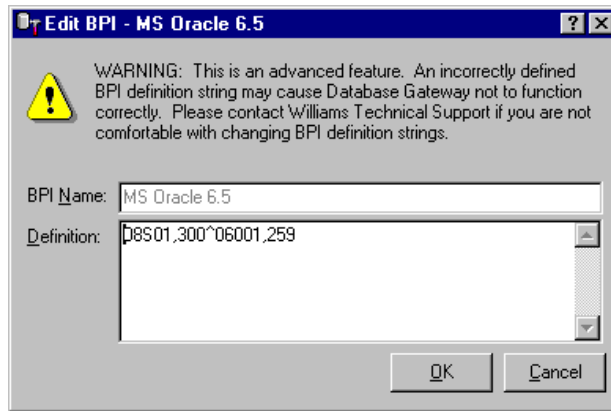 Edit BPI - MS Oracle 6.5
WARNING: This is an advanced feature. An incorrectly defined
BPI definition string may cause Database Gateway not to function
correctly. Please contact Williams Technical Support if you are not
comfortable with changing BPI definition strings.
BPI Name: MS Oracle 6.5
Definition: 08S01,300^06001,259
OK Cancel